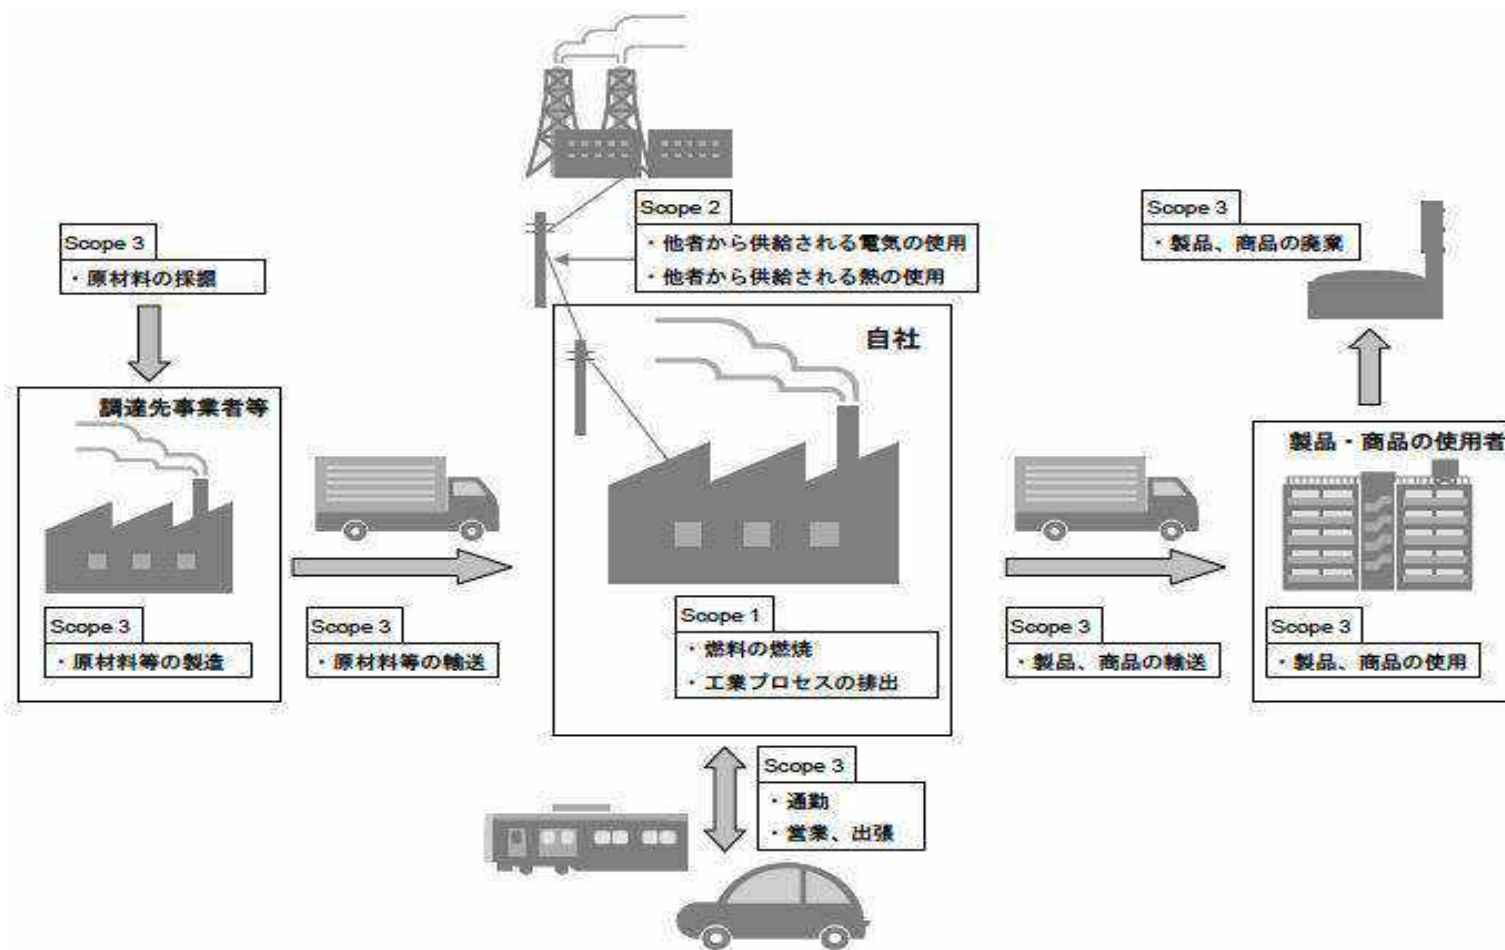 Scope 2
・他者から供給される電気の使用
・他者から供給される熱の使用
Scope 3
・製品、商品の廃棄
Scope 3
・原材料の採掘
自社
調達先事業者等
製品・商品の使用者
Scope 3
・原材料等の製造
Scope 3
・原材料等の輸送
Scope 1
・燃料の燃焼
・工業プロセスの排出
Scope 3
・製品、商品の輸送
Scope 3
・製品、商品の使用
Scope 3
・通勤
・営業、出張